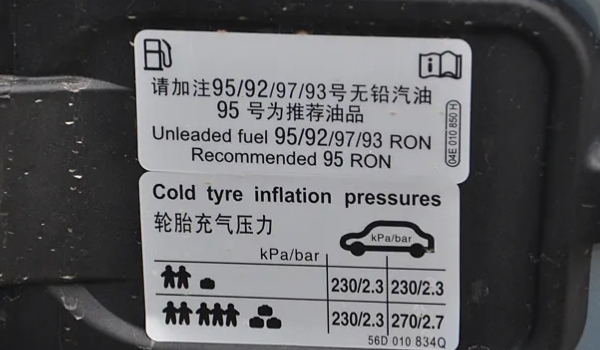 请加注95/92/97/93号无铅汽油
95 号为推荐油品
Unleaded fuel 95/92/97/93 RON
Recommended 95 RON
04E 010 850 H
Cold tyre inflation pressures
轮胎充气压力
kPa/bar
kPa/bar
230/2.3 230/2.3
230/2.3 270/2.7
56D 010 834Q